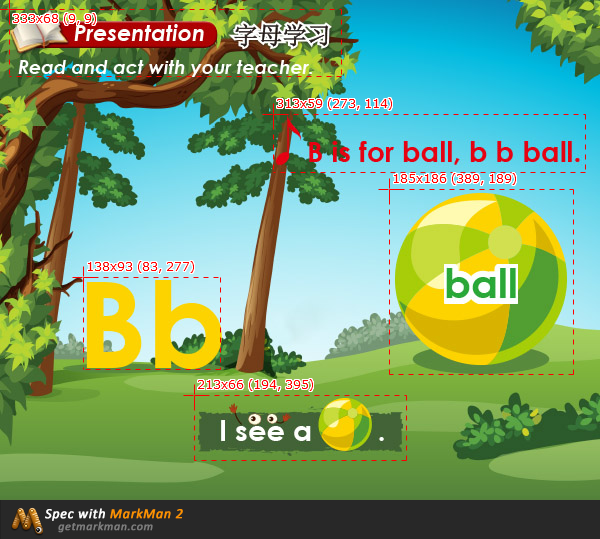 333x68 (9, 9)
Presentation 字母学习
Read and act with your teacher.
313x59 (273, 114)
B is for ball, b b ball.
185x186 (389, 189)
ball
138x93 (83, 277)
Bb
213x66 (194, 395)
I see a .
Spec with MarkMan 2
getmarkman.com